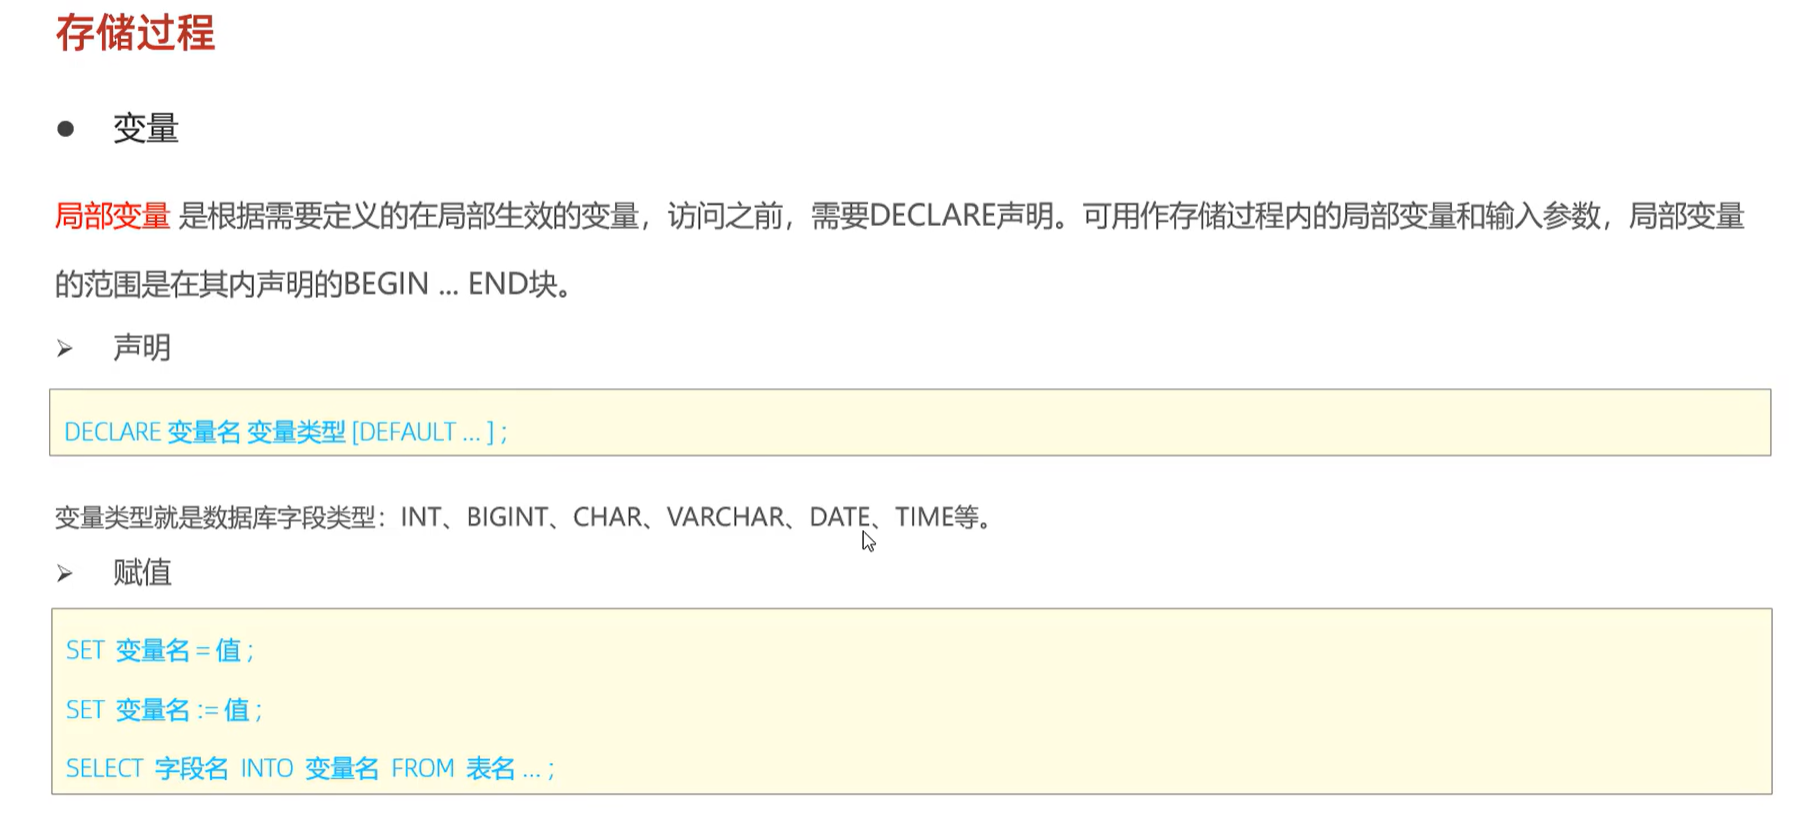 存储过程
● 变量
局部变量 是根据需要定义的在局部生效的变量，访问之前，需要DECLARE声明。可用作存储过程内的局部变量和输入参数，局部变量
的范围是在其内声明的BEGIN ... END块。
➢ 声明
DECLARE 变量名 变量类型 [DEFAULT ... ] ;
变量类型就是数据库字段类型：INT、BIGINT、CHAR、VARCHAR、DATE、TIME等。
➢ 赋值
SET 变量名 = 值 ;
SET 变量名 := 值 ;
SELECT 字段名 INTO 变量名 FROM 表名 ... ;